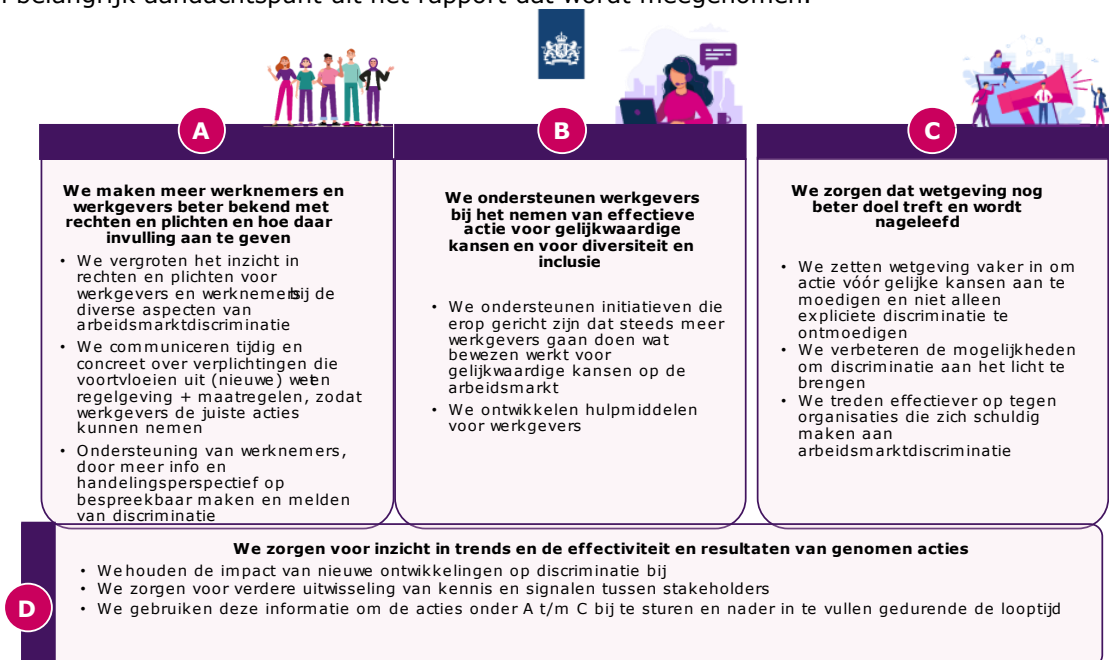 belangrijk aandachtspunt uit het rapport dat wordt meegenomen.
A
We maken meer werknemers en
werkgevers beter bekend met
rechten en plichten en hoe daar
invulling aan te geven
• We vergroten het inzicht in
rechten en plichten voor
werkgevers en werknemers bij de
diverse aspecten van
arbeidsmarktdiscriminatie
• We communiceren tijdig en
concreet over verplichtingen die
voortvloeien uit (nieuwe) wet en
regelgeving + maatregelen, zodat
werkgevers de juiste acties
kunnen nemen
• Ondersteuning van werknemers,
door meer info en
handelingsperspectief op
bespreekbaar maken en melden
van discriminatie
B
We ondersteunen werkgevers
bij het nemen van effectieve
actie voor gelijkwaardige
kansen en voor diversiteit en
inclusie
• We ondersteunen initiatieven die
erop gericht zijn dat steeds meer
werkgevers gaan doen wat
bewezen werkt voor
gelijkwaardige kansen op de
arbeidsmarkt
• We ontwikkelen hulpmiddelen
voor werkgevers
C
We zorgen dat wetgeving nog
beter doel treft en wordt
nageleefd
• We zetten wetgeving vaker in om
actie vóór gelijke kansen aan te
moedigen en niet alleen
expliciete discriminatie te
ontmoedigen
• We verbeteren de mogelijkheden
om discriminatie aan het licht te
brengen
• We treden effectiever op tegen
organisaties die zich schuldig
maken aan
arbeidsmarktdiscriminatie
D
We zorgen voor inzicht in trends en de effectiviteit en resultaten van genomen acties
• We houden de impact van nieuwe ontwikkelingen op discriminatie bij
• We zorgen voor verdere uitwisseling van kennis en signalen tussen stakeholders
• We gebruiken deze informatie om de acties onder A t/m C bij te sturen en nader in te vullen gedurende de looptijd